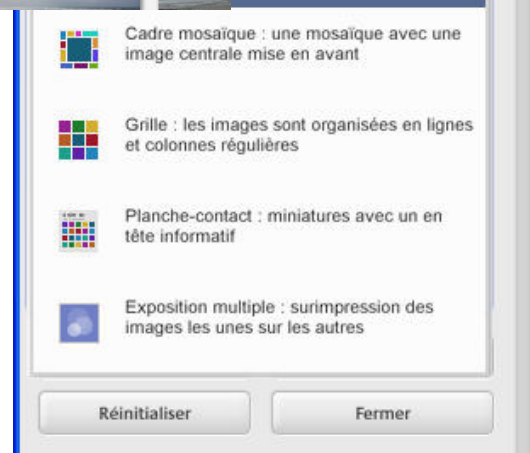 Cadre mosaïque : une mosaïque avec une
image centrale mise en avant
Grille : les images sont organisées en lignes
et colonnes régulières
Planche-contact : miniatures avec un en
tête informatif
Exposition multiple : surimpression des
images les unes sur les autres
Réinitialiser
Fermer